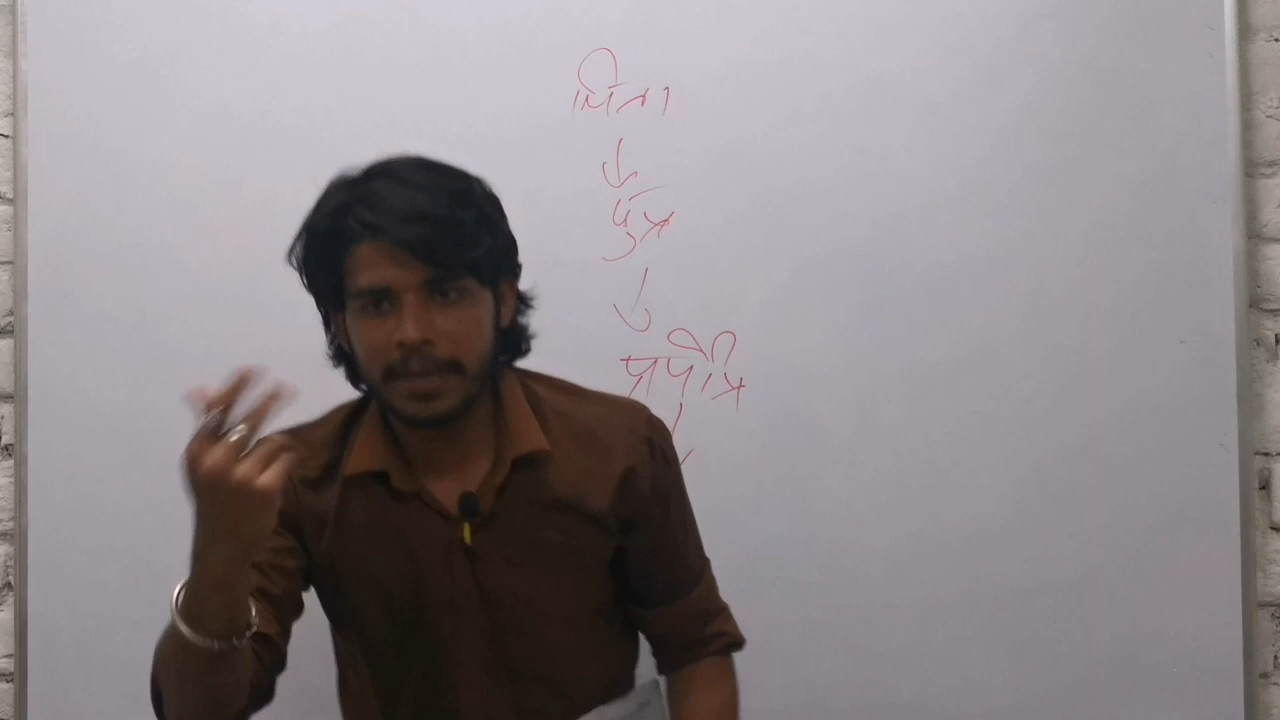 पिता
↓
पुत्र
↓
प्रपौत्र